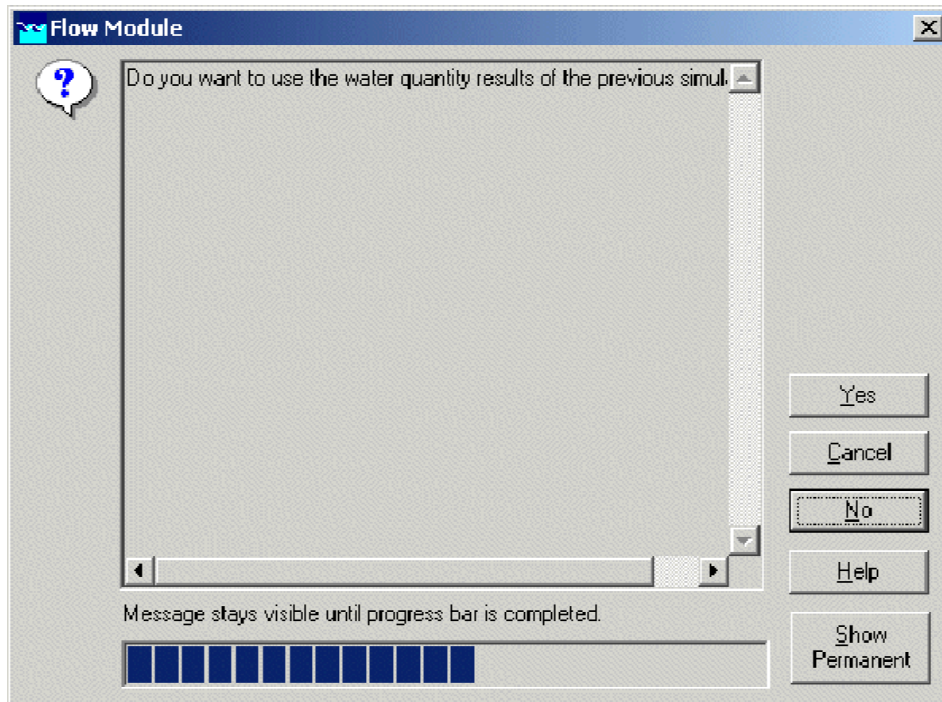 Flow Module
?
Do you want to use the water quantity results of the previous simul
Yes
Cancel
No
Help
Message stays visible until progress bar is completed.
Show
Permanent